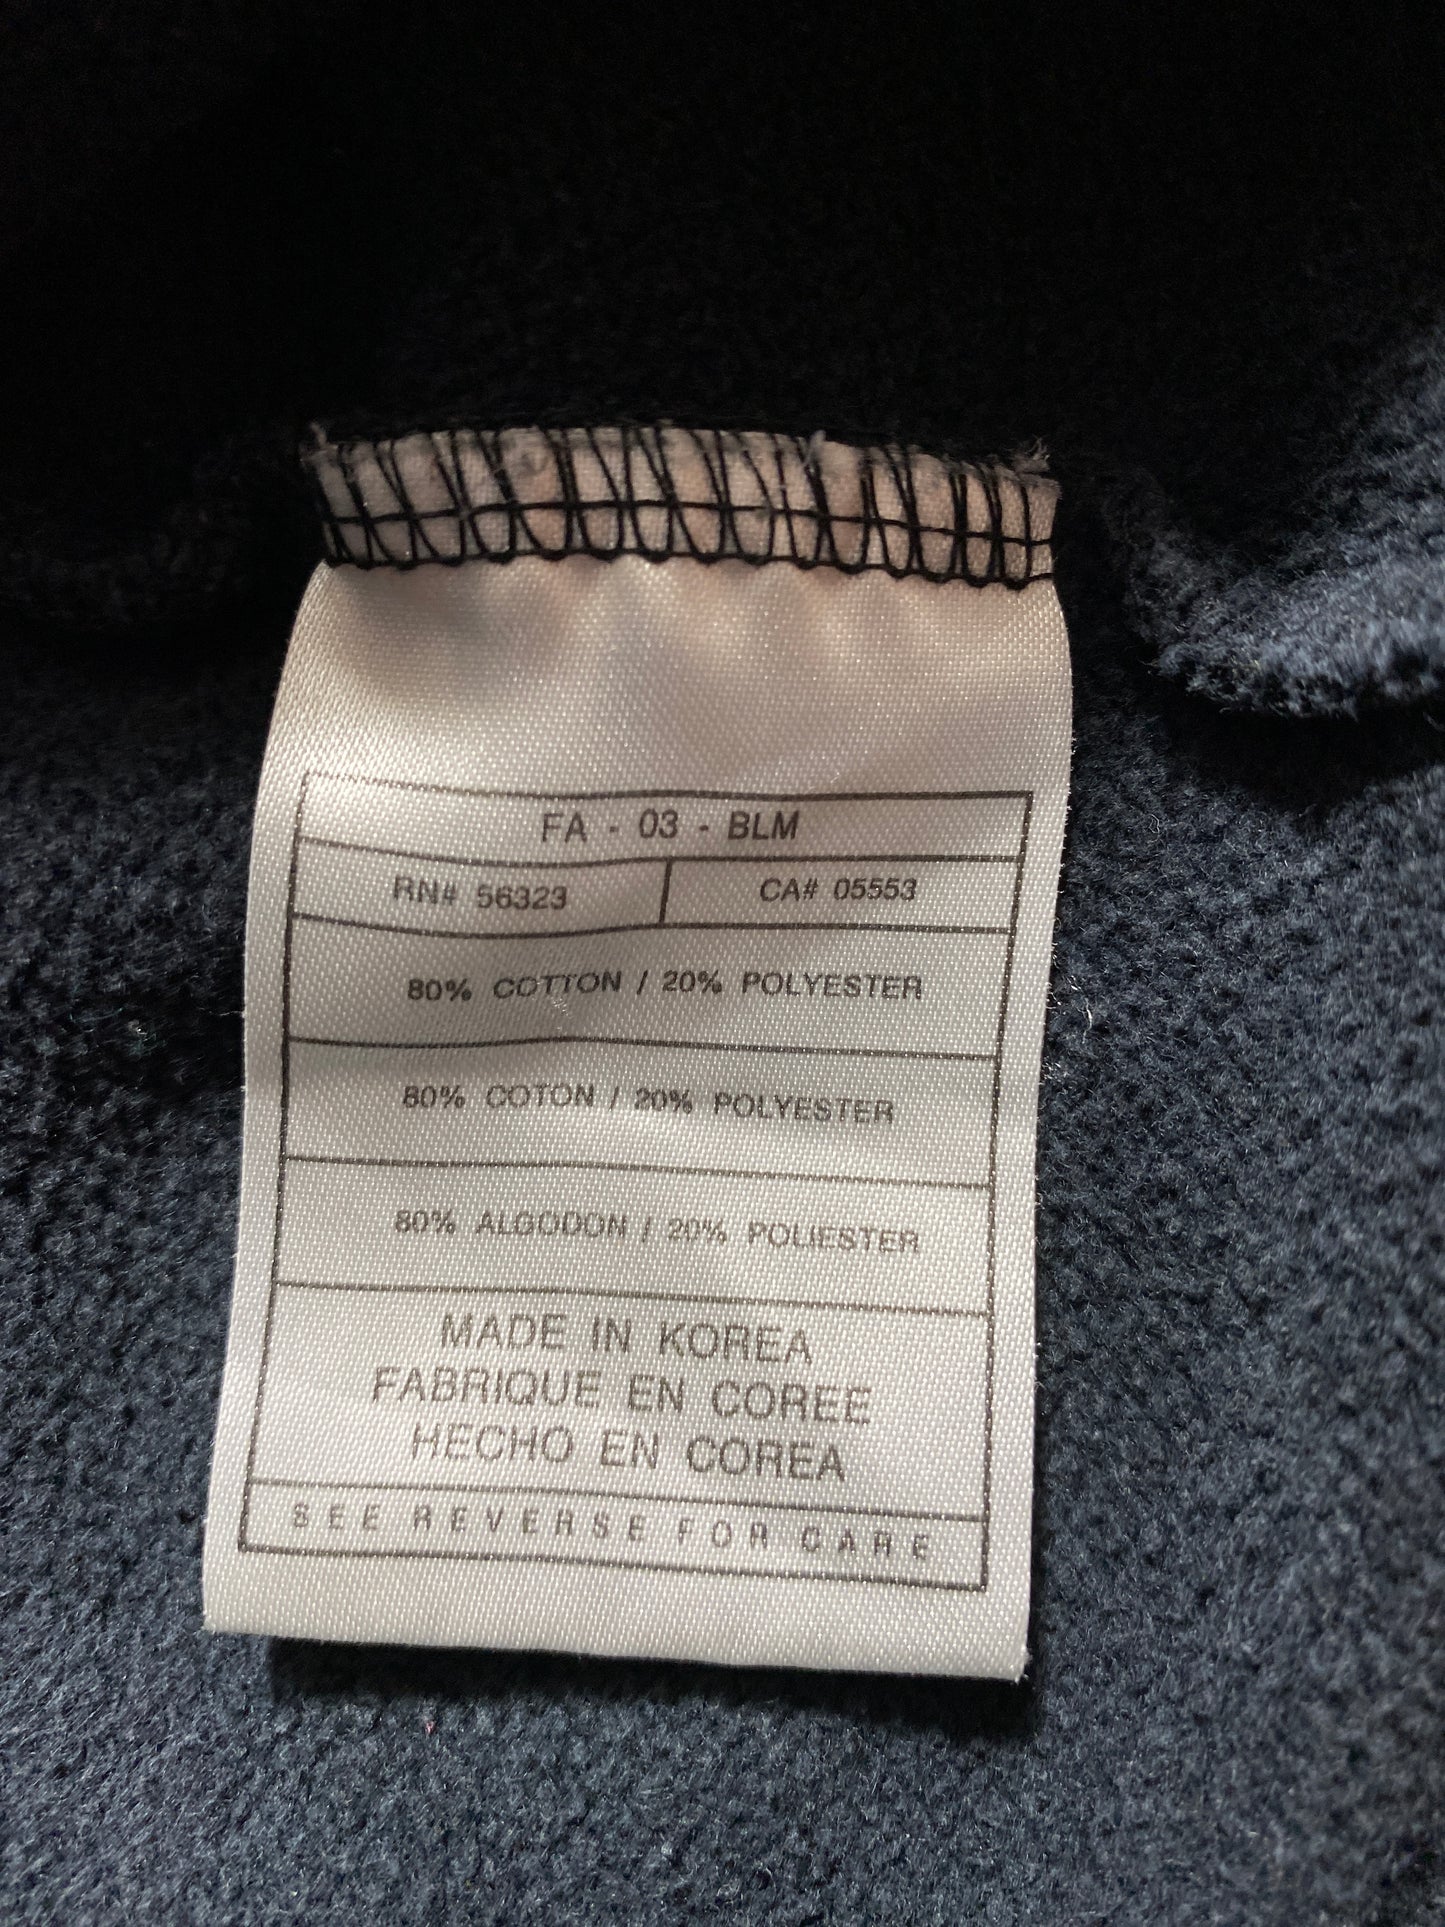 FA - 03 - BLM
RN# 56323 CA# 05553
80% COTTON / 20% POLYESTER
80% COTON / 20% POLYESTER
80% ALGODON / 20% POLIESTER
MADE IN KOREA
FABRIQUE EN COREE
HECHO EN COREA
SEE REVERSE FOR CARE